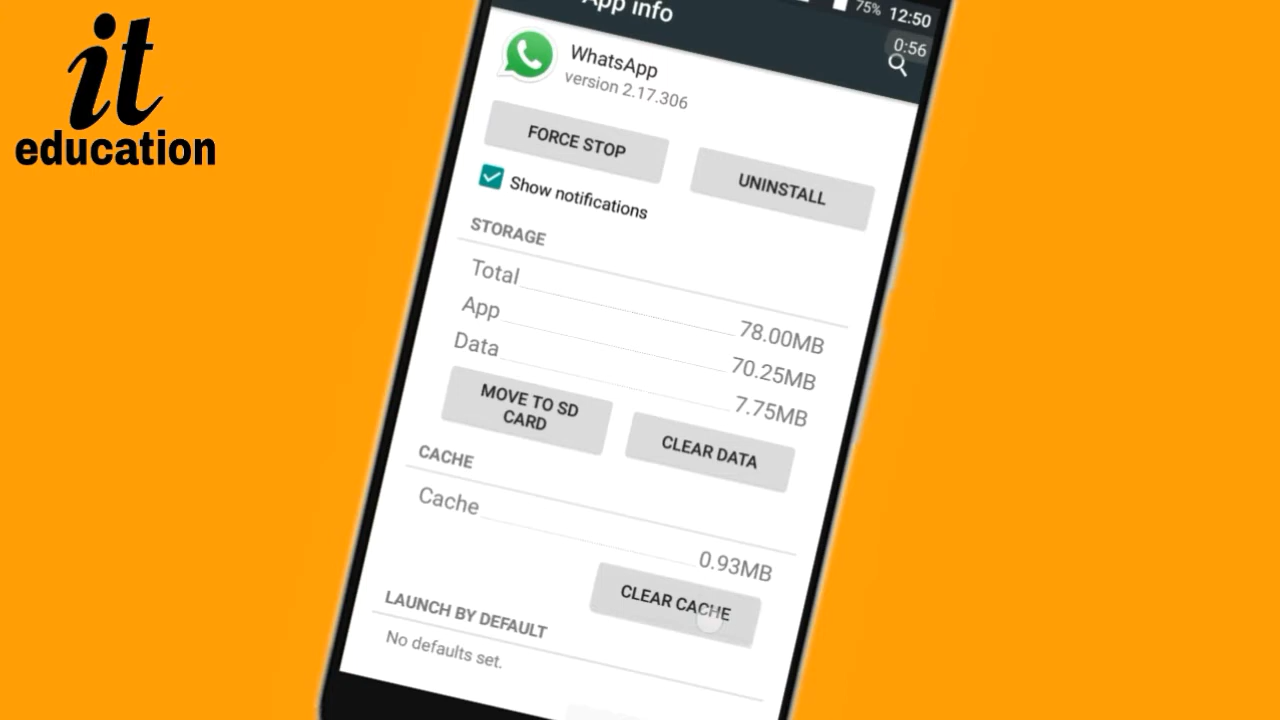 it
education
75% 12:50
App info
0:56
WhatsApp
version 2.17.306
FORCE STOP
UNINSTALL
Show notifications
STORAGE
Total 78.00MB
App 70.25MB
Data 7.75MB
MOVE TO SD
CARD
CLEAR DATA
CACHE
Cache 0.93MB
CLEAR CACHE
LAUNCH BY DEFAULT
No defaults set.